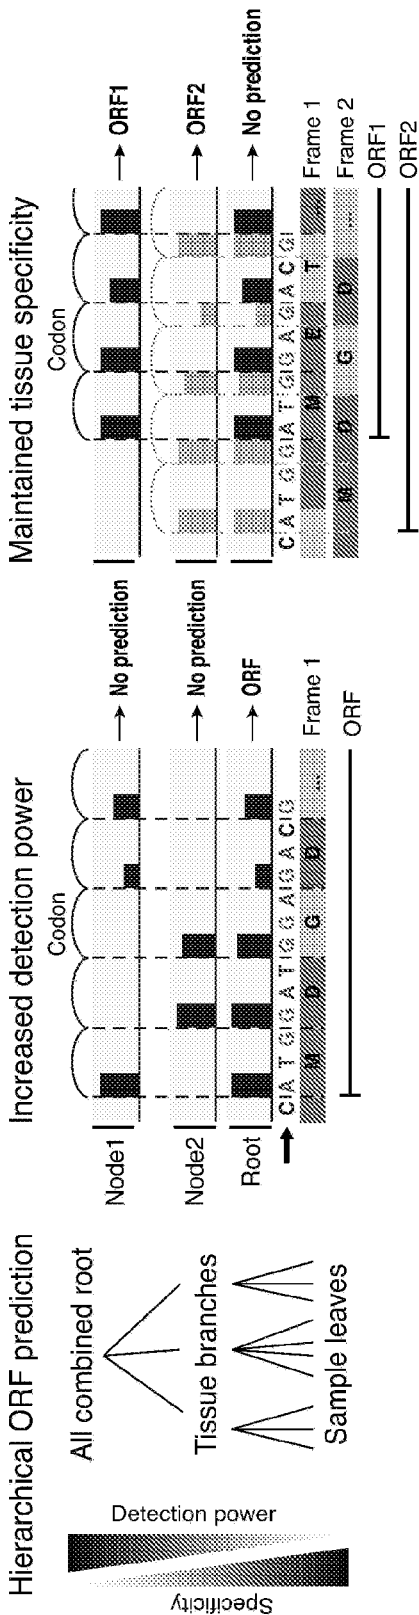 Hierarchical ORF prediction
Specificity
Detection power
All combined root
Tissue branches
Sample leaves
Increased detection power
Codon
Node1
No prediction
Node2
No prediction
Root
ORF
C A T G G A T G G A G A C G
M D G D ... Frame 1
ORF
Maintained tissue specificity
Codon
ORF1
ORF2
No prediction
C A T G G A T G G A G A C G
M E T ... Frame 1
M D G D ... Frame 2
ORF1
ORF2